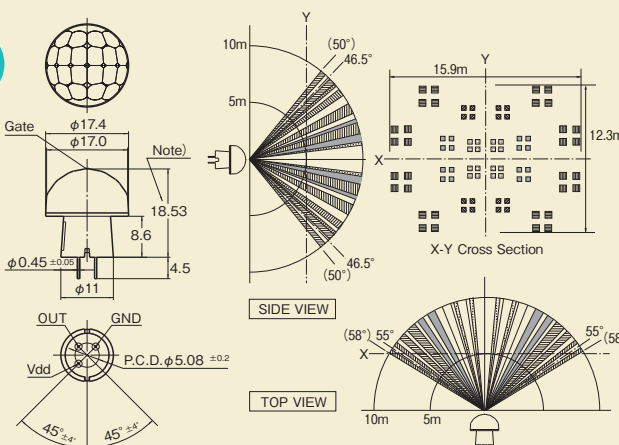 Gate
φ17.4
φ17.0
Note)
18.53
8.6
4.5
φ0.45 ±0.05
φ11
OUT
GND
Vdd
P.C.D.φ5.08 ±0.2
45° ±4°
45° ±4°
Y
10m
5m
(50°)
46.5°
46.5°
(50°)
SIDE VIEW
Y
15.9m
12.3m
X
X-Y Cross Section
Y
(58°)
55°
55°
(58
X
10m
5m
TOP VIEW